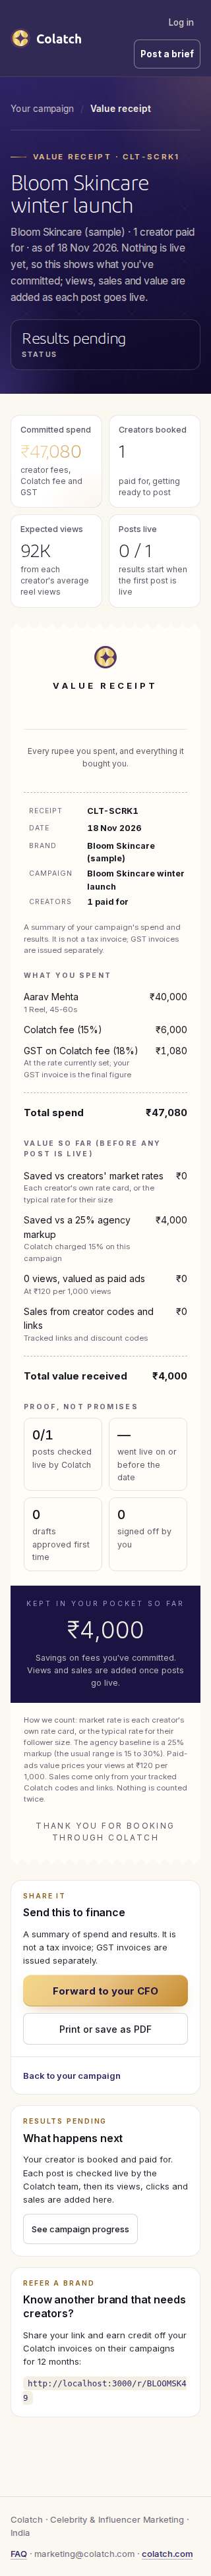 Log in
Colatch
Post a brief
Your campaign / Value receipt
VALUE RECEIPT · CLT-SCRK1
Bloom Skincare
winter launch
Bloom Skincare (sample) · 1 creator paid
for · as of 18 Nov 2026. Nothing is live
yet, so this shows what you've
committed; views, sales and value are
added as each post goes live.
Results pending
STATUS
Committed spend
₹47,080
creator fees,
Colatch fee and
GST
Creators booked
1
paid for, getting
ready to post
Expected views
92K
from each
creator's average
reel views
Posts live
0 / 1
results start when
the first post is
live
VALUE RECEIPT
Every rupee you spent, and everything it
bought you.
RECEIPT CLT-SCRK1
DATE 18 Nov 2026
BRAND Bloom Skincare
(sample)
CAMPAIGN Bloom Skincare winter
launch
CREATORS 1 paid for
A summary of your campaign's spend and
results. It is not a tax invoice; GST invoices
are issued separately.
WHAT YOU SPENT
Aarav Mehta ₹40,000
1 Reel, 45-60s
Colatch fee (15%) ₹6,000
GST on Colatch fee (18%) ₹1,080
At the rate currently set, your
GST invoice is the final figure
Total spend ₹47,080
VALUE SO FAR (BEFORE ANY
POST IS LIVE)
Saved vs creators' market rates ₹0
Each creator's own rate card, or the
typical rate for their size
Saved vs a 25% agency ₹4,000
markup
Colatch charged 15% on this
campaign
0 views, valued as paid ads ₹0
At ₹120 per 1,000 views
Sales from creator codes and ₹0
links
Tracked links and discount codes
Total value received ₹4,000
PROOF, NOT PROMISES
0/1
posts checked
live by Colatch
—
went live on or
before the
date
0
drafts
approved first
time
0
signed off by
you
KEPT IN YOUR POCKET SO FAR
₹4,000
Savings on fees you've committed.
Views and sales are added once posts
go live.
How we count: market rate is each creator's
own rate card, or the typical rate for their
follower size. The agency baseline is a 25%
markup (the usual range is 15 to 30%). Paid-
ads value prices your views at ₹120 per
1,000. Sales come only from your tracked
Colatch codes and links. Nothing is counted
twice.
THANK YOU FOR BOOKING
THROUGH COLATCH
SHARE IT
Send this to finance
A summary of spend and results. It is
not a tax invoice; GST invoices are
issued separately.
Forward to your CFO
Print or save as PDF
Back to your campaign
RESULTS PENDING
What happens next
Your creator is booked and paid for.
Each post is checked live by the
Colatch team, then its views, clicks and
sales are added here.
See campaign progress
REFER A BRAND
Know another brand that needs
creators?
Share your link and earn credit off your
Colatch invoices on their campaigns
for 12 months:
http://localhost:3000/r/BLOOMSK4
9
Colatch · Celebrity & Influencer Marketing ·
India
FAQ · marketing@colatch.com · colatch.com